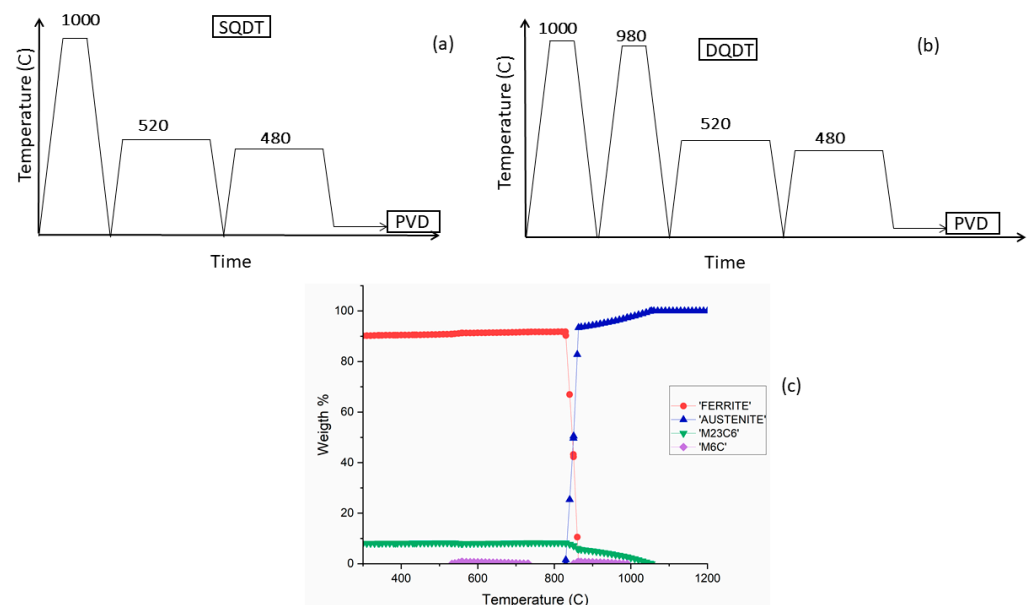 1000
SQDT
(a)
Temperature (C)
520
480
PVD
Time
1000
980
DQDT
(b)
Temperature (C)
520
480
PVD
Time
100
80
60
40
20
0
Weigth %
400
600
800
1000
1200
Temperature (C)
'FERRITE'
'AUSTENITE'
'M23C6'
'M6C'
(c)